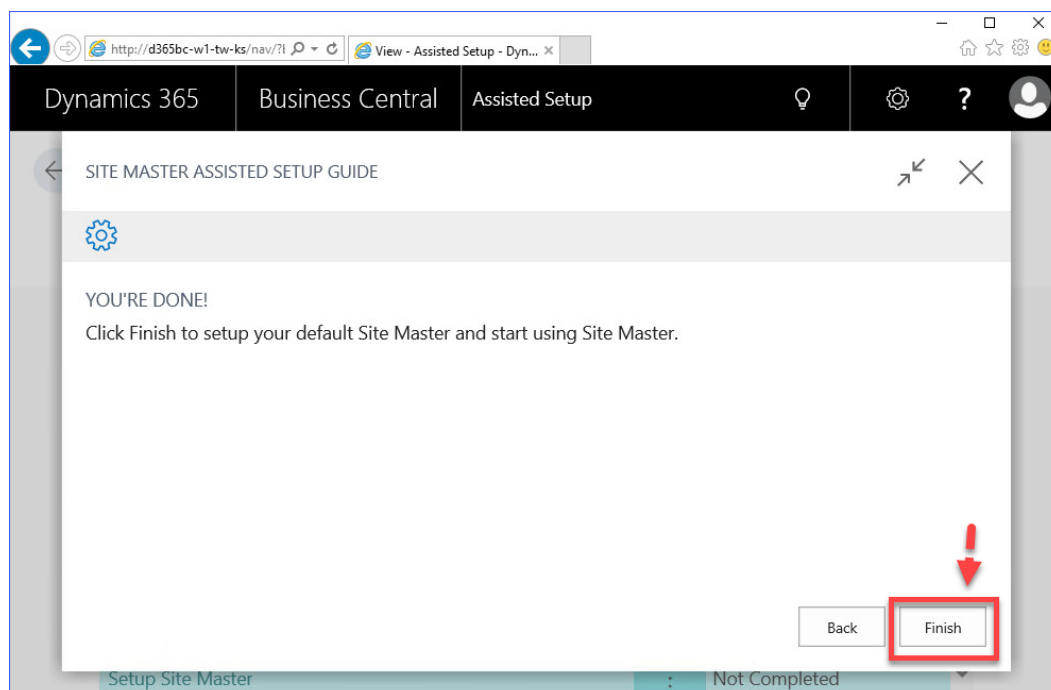 http://d365bc-w1-tw-ks/nav/?l
View - Assisted Setup - Dyn...
Dynamics 365 Business Central Assisted Setup ?
SITE MASTER ASSISTED SETUP GUIDE
YOU'RE DONE!
Click Finish to setup your default Site Master and start using Site Master.
Back Finish
Setup Site Master Not Completed